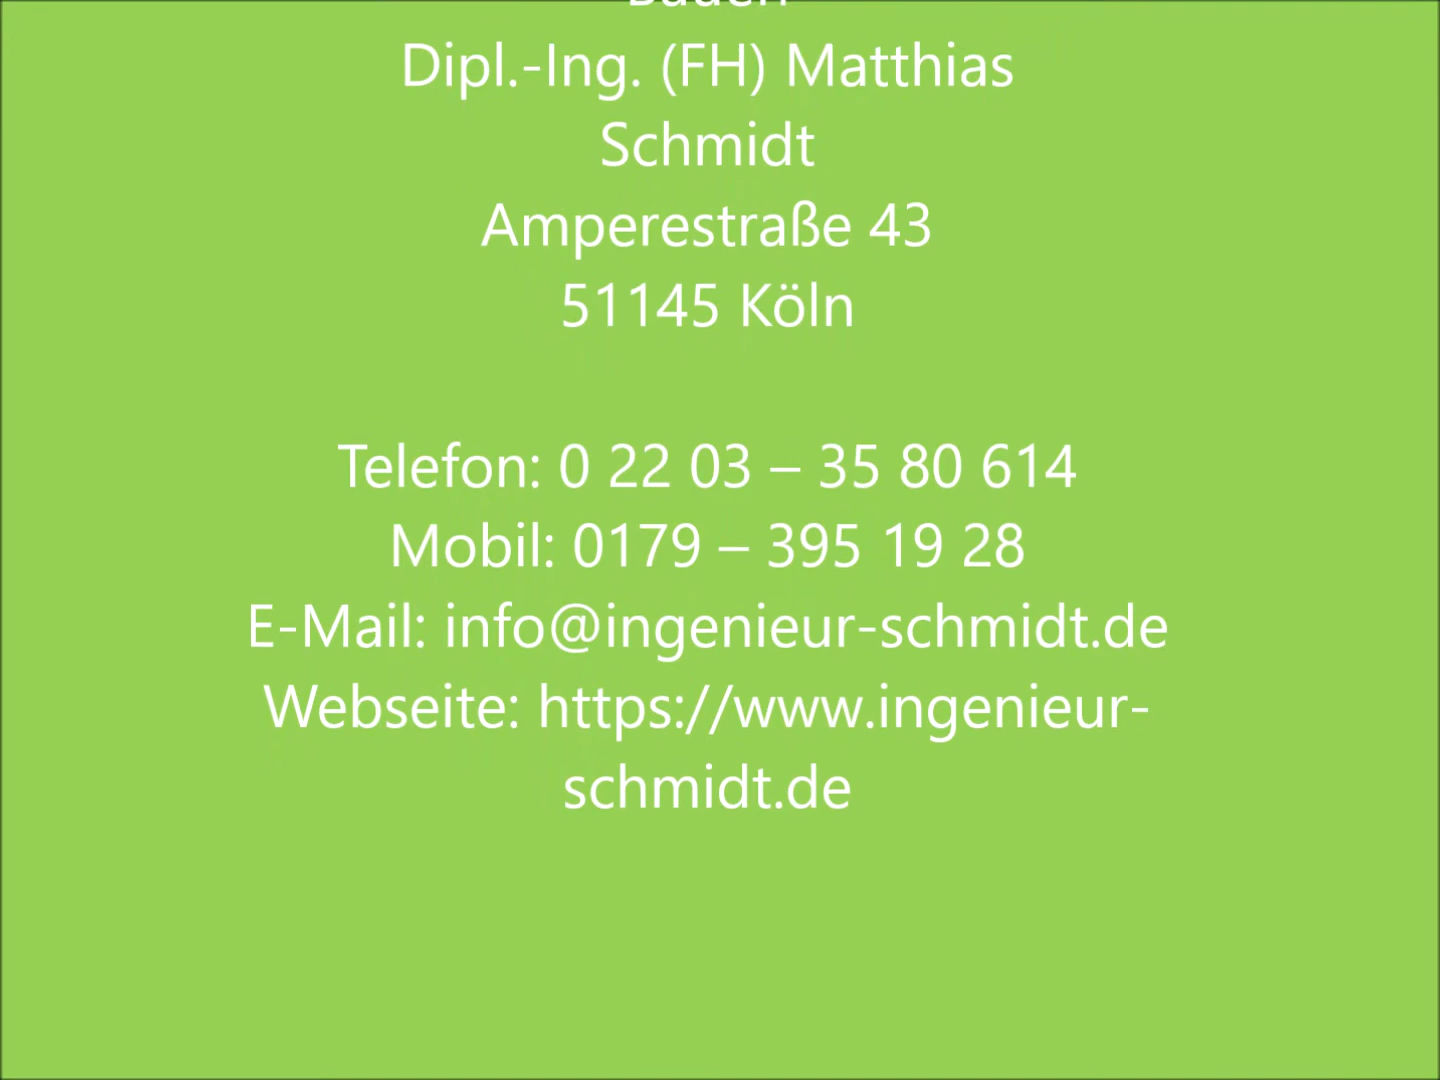 Dipl.-Ing. (FH) Matthias
Schmidt
Amperestraße 43
51145 Köln
Telefon: 0 22 03 – 35 80 614
Mobil: 0179 – 395 19 28
E-Mail: info@ingenieur-schmidt.de
Webseite: https://www.ingenieur-
schmidt.de